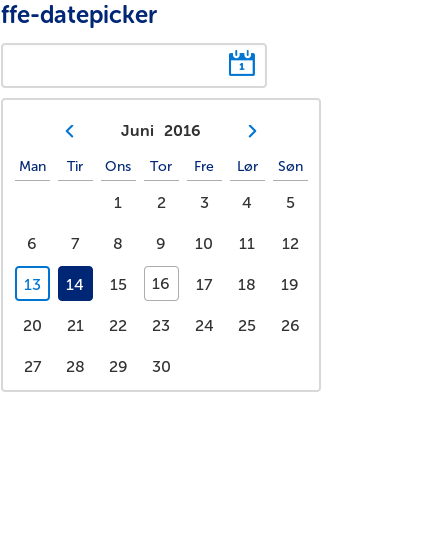 ffe-datepicker
1
Juni 2016
Man Tir Ons Tor Fre Lør Søn
1 2 3 4 5
6 7 8 9 10 11 12
13 14 15 16 17 18 19
20 21 22 23 24 25 26
27 28 29 30